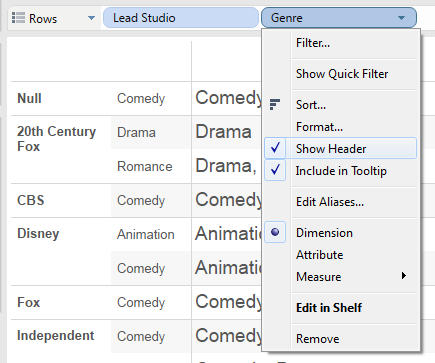 Rows Lead Studio Genre
Filter...
Show Quick Filter
Null Comedy Comedy
Sort...
Format...
20th Century Fox Drama Drama
Show Header
Romance Drama,
Include in Tooltip
CBS Comedy Comedy
Edit Aliases...
Disney Animation Animatic
Dimension
Attribute
Comedy Animatic
Measure
Fox Comedy Comedy
Edit in Shelf
Independent Comedy Comedy
Remove